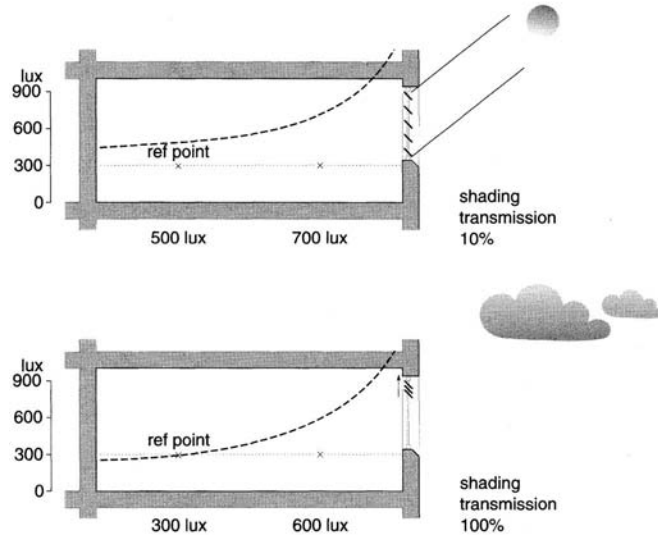 lux
900
600
300
0
ref point
500 lux
700 lux
shading
transmission
10%
lux
900
600
300
0
ref point
300 lux
600 lux
shading
transmission
100%